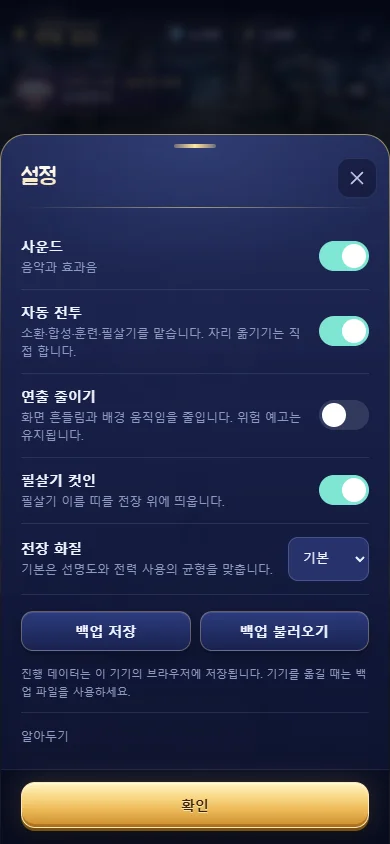 설정
사운드
음악과 효과음
자동 전투
소환·합성·훈련·필살기를 맡습니다. 자리 옮기기는 직
접 합니다.
연출 줄이기
화면 흔들림과 배경 움직임을 줄입니다. 위험 예고는
유지됩니다.
필살기 컷인
필살기 이름 띠를 전장 위에 띄웁니다.
전장 화질
기본은 선명도와 전력 사용의 균형을 맞춥니다.
기본
백업 저장
백업 불러오기
진행 데이터는 이 기기의 브라우저에 저장됩니다. 기기를 옮길 때는 백
업 파일을 사용하세요.
알아두기
확인